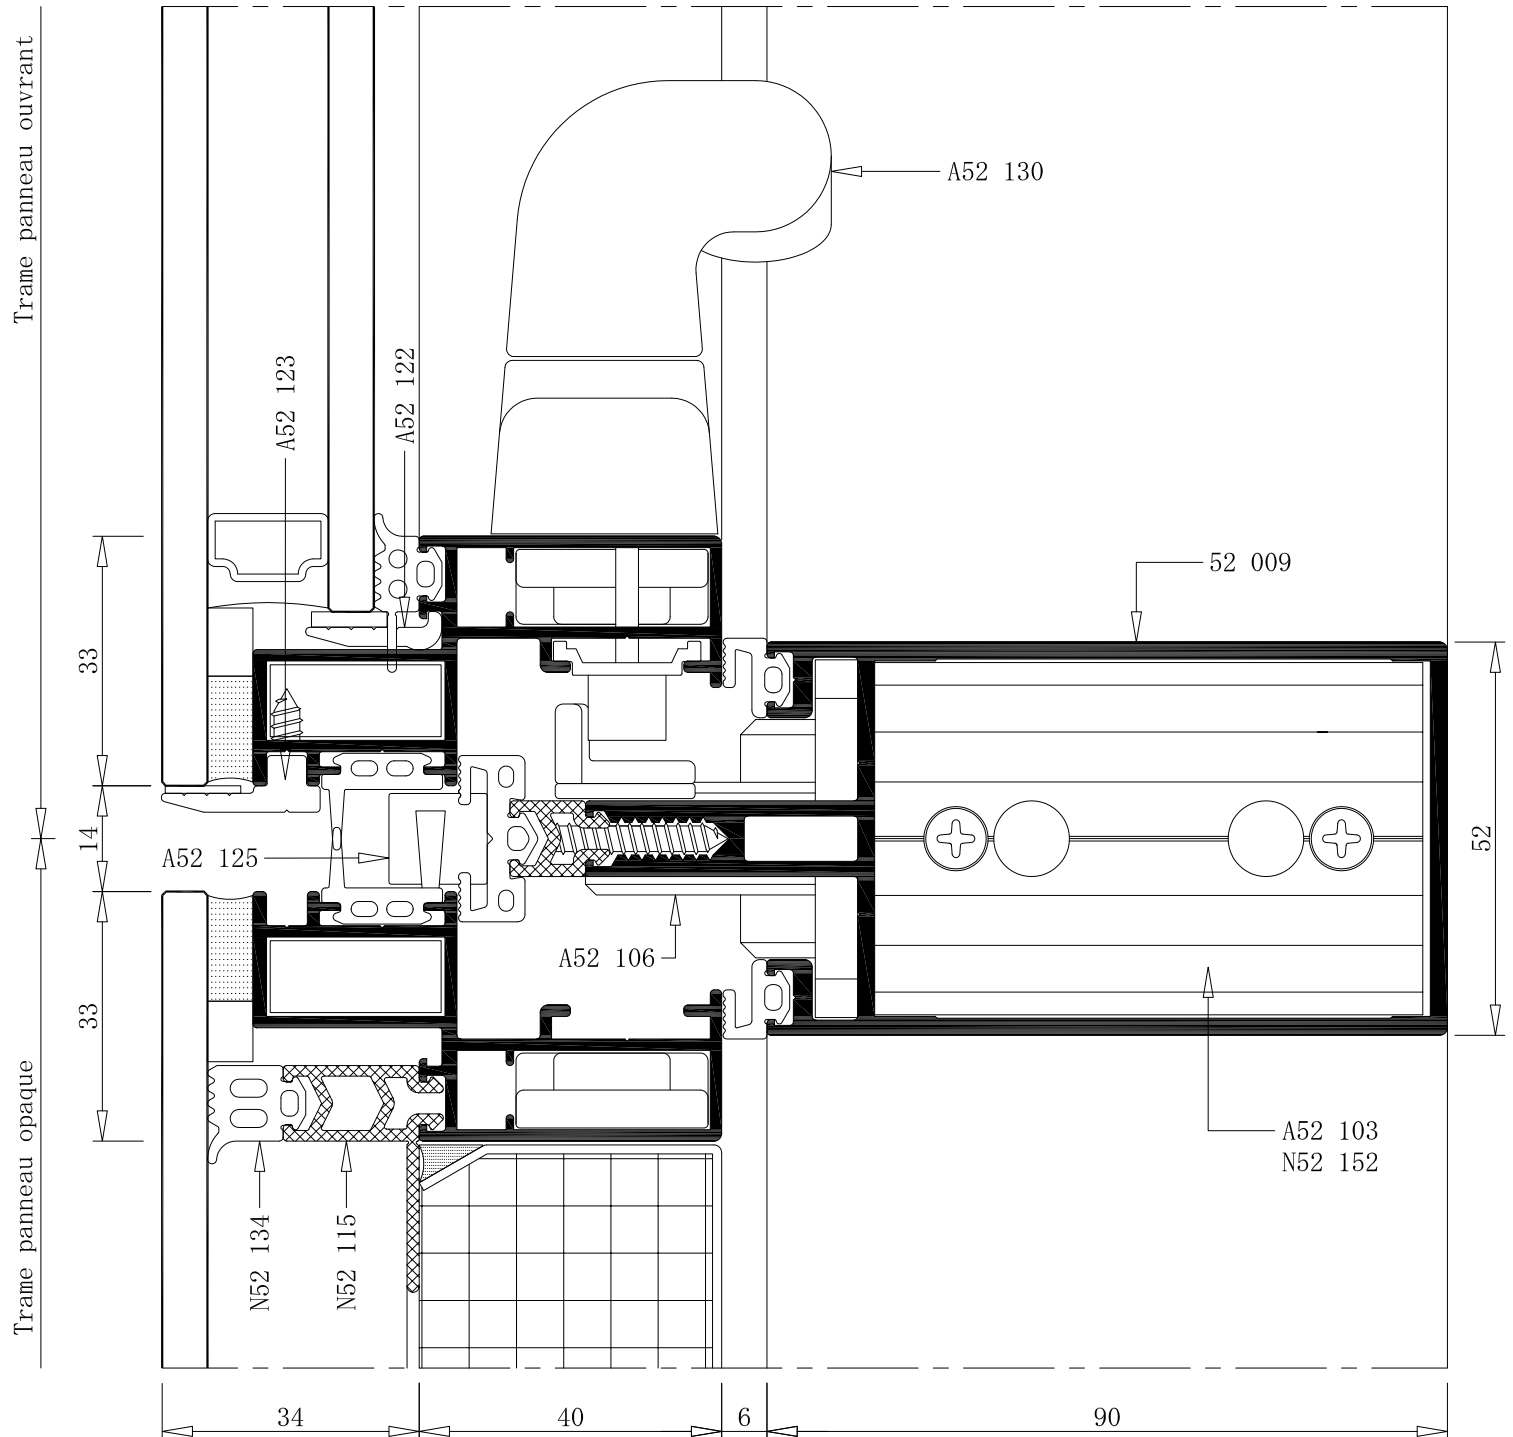 Trame panneau ouvrant
A52 130
A52 123
A52 122
52 009
33
14
A52 125
52
A52 106
33
Trame panneau opaque
A52 103
N52 152
N52 134
N52 115
34
40
6
90